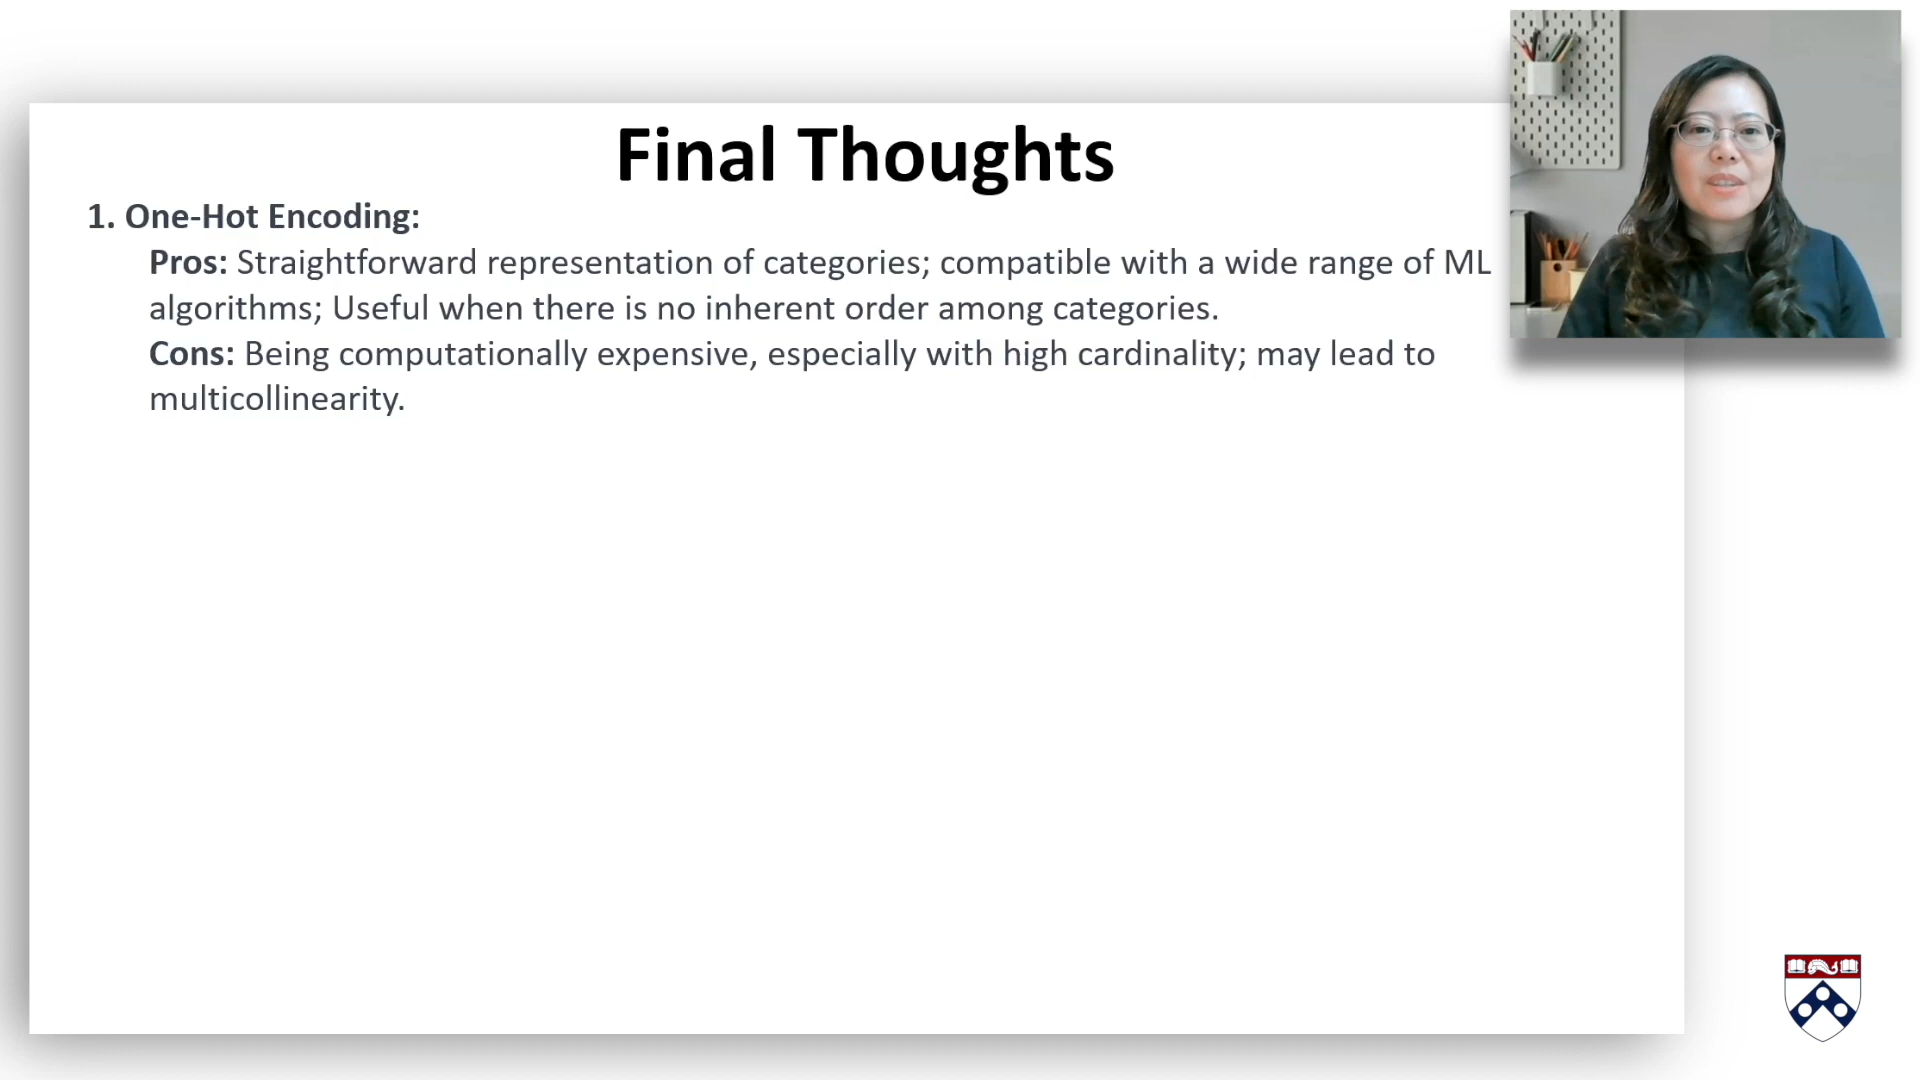 Final Thoughts
1. One-Hot Encoding:
Pros: Straightforward representation of categories; compatible with a wide range of ML
algorithms; Useful when there is no inherent order among categories.
Cons: Being computationally expensive, especially with high cardinality; may lead to
multicollinearity.